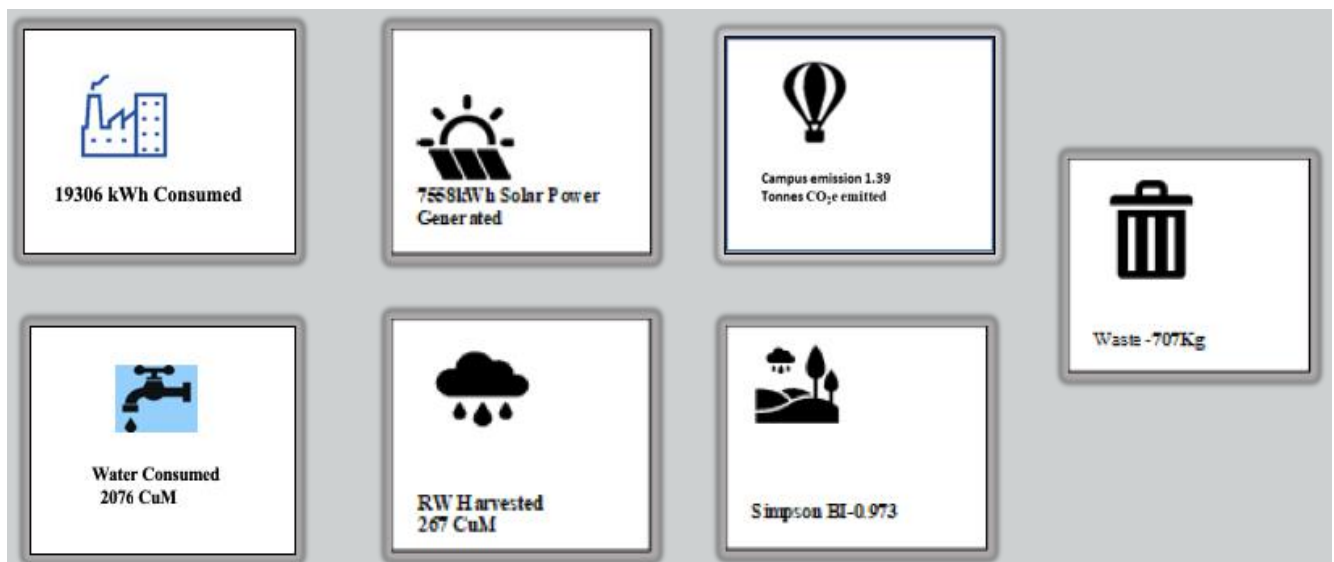 19306 kWh Consumed
7558kWh Solar Power
Generated
Campus emission 1.39
Tonnes CO₂e emitted
Waste -707Kg
Water Consumed
2076 CuM
RW Harvested
267 CuM
Simpson BI-0.973